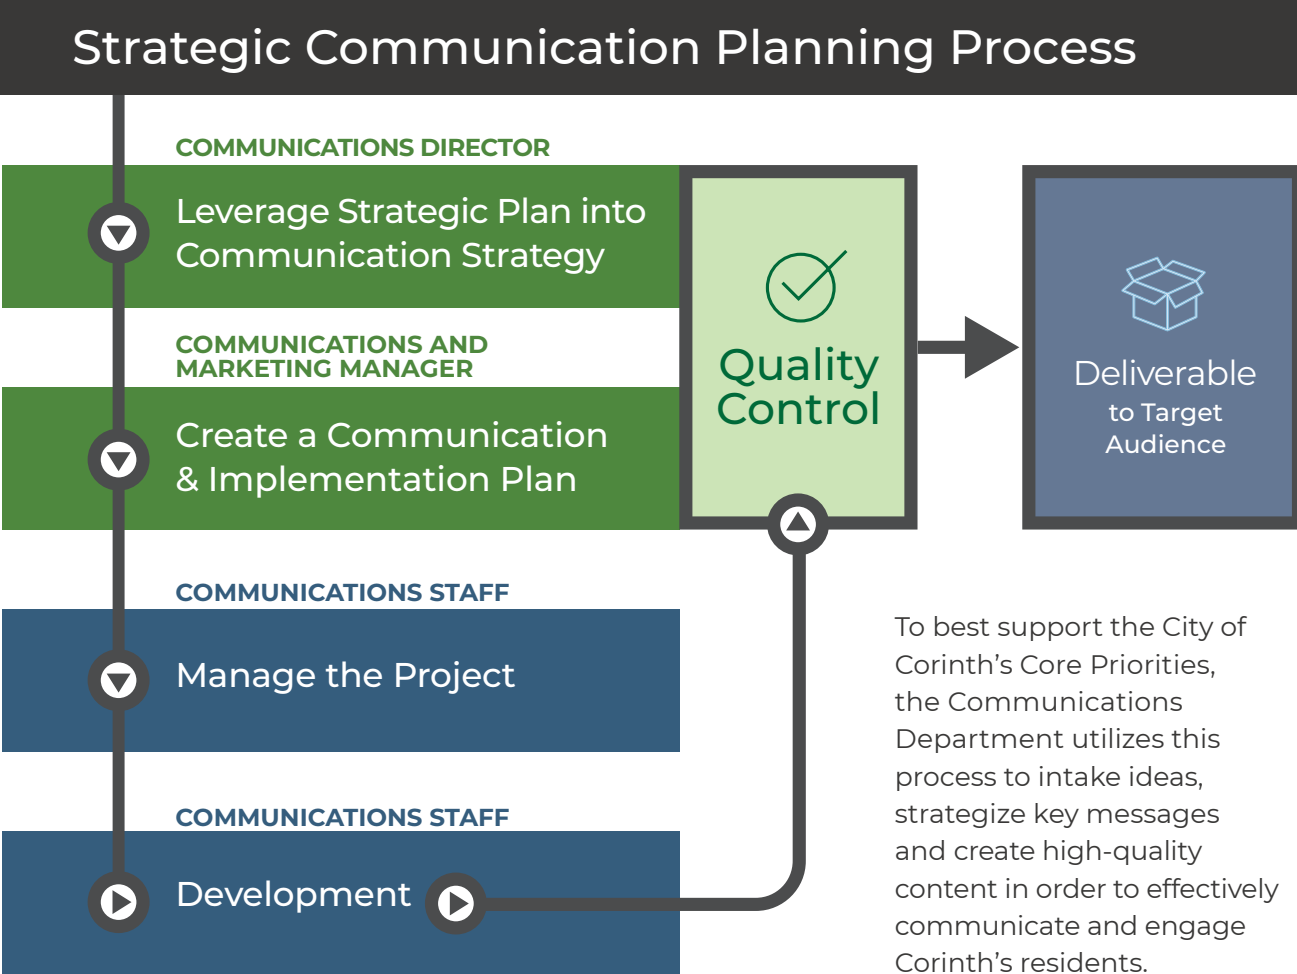 Strategic Communication Planning Process
COMMUNICATIONS DIRECTOR
Leverage Strategic Plan into
Communication Strategy
COMMUNICATIONS AND
MARKETING MANAGER
Create a Communication
& Implementation Plan
COMMUNICATIONS STAFF
Manage the Project
COMMUNICATIONS STAFF
Development
Quality
Control
Deliverable
to Target
Audience
To best support the City of
Corinth’s Core Priorities,
the Communications
Department utilizes this
process to intake ideas,
strategize key messages
and create high-quality
content in order to effectively
communicate and engage
Corinth’s residents.